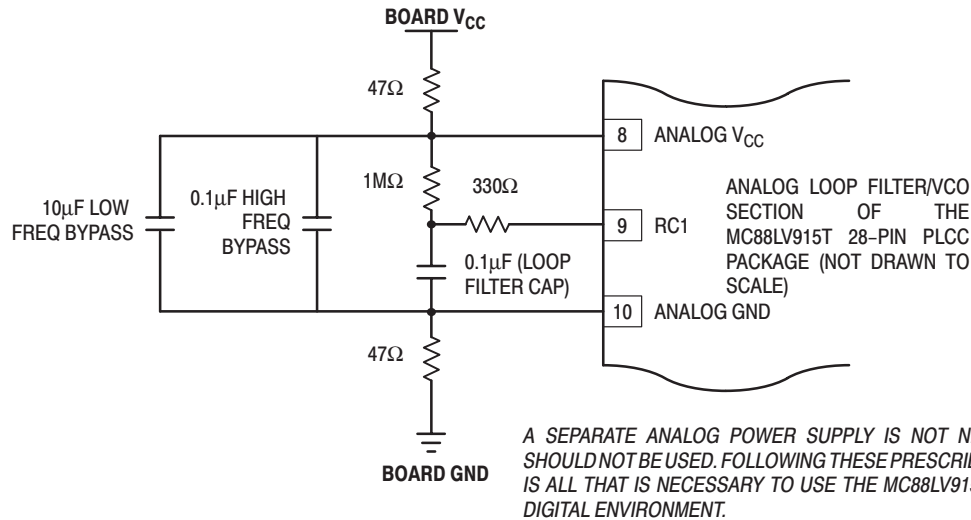 BOARD VCC
47Ω
8 ANALOG VCC
1MΩ
330Ω
10μF LOW
FREQ BYPASS
0.1μF HIGH
FREQ
BYPASS
9 RC1
ANALOG LOOP FILTER/VCO
SECTION OF THE
MC88LV915T 28-PIN PLCC
PACKAGE (NOT DRAWN TO
SCALE)
0.1μF (LOOP
FILTER CAP)
10 ANALOG GND
47Ω
BOARD GND
A SEPARATE ANALOG POWER SUPPLY IS NOT
SHOULD NOT BE USED. FOLLOWING THESE
IS ALL THAT IS NECESSARY TO USE THE
DIGITAL ENVIRONMENT.